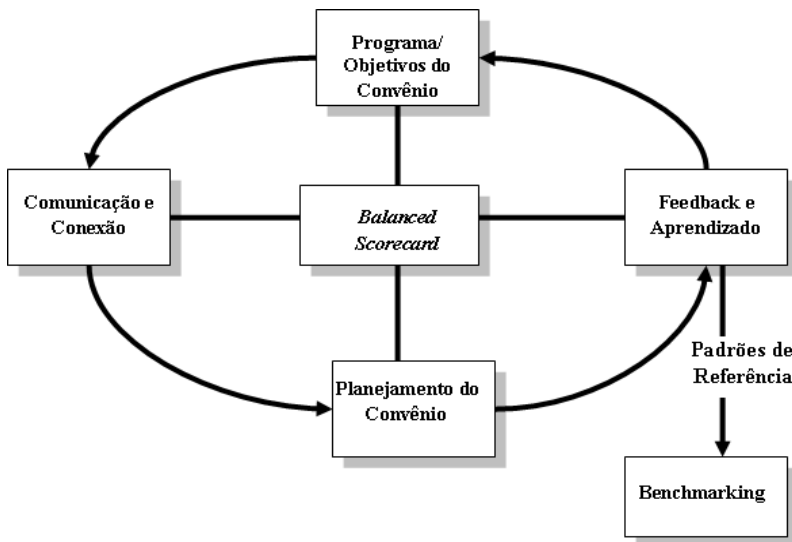 Programa/
Objetivos do
Convênio
Comunicação e
Conexão
Balanced
Scorecard
Feedback e
Aprendizado
Planejamento do
Convênio
Padrões de
Referência
Benchmarking